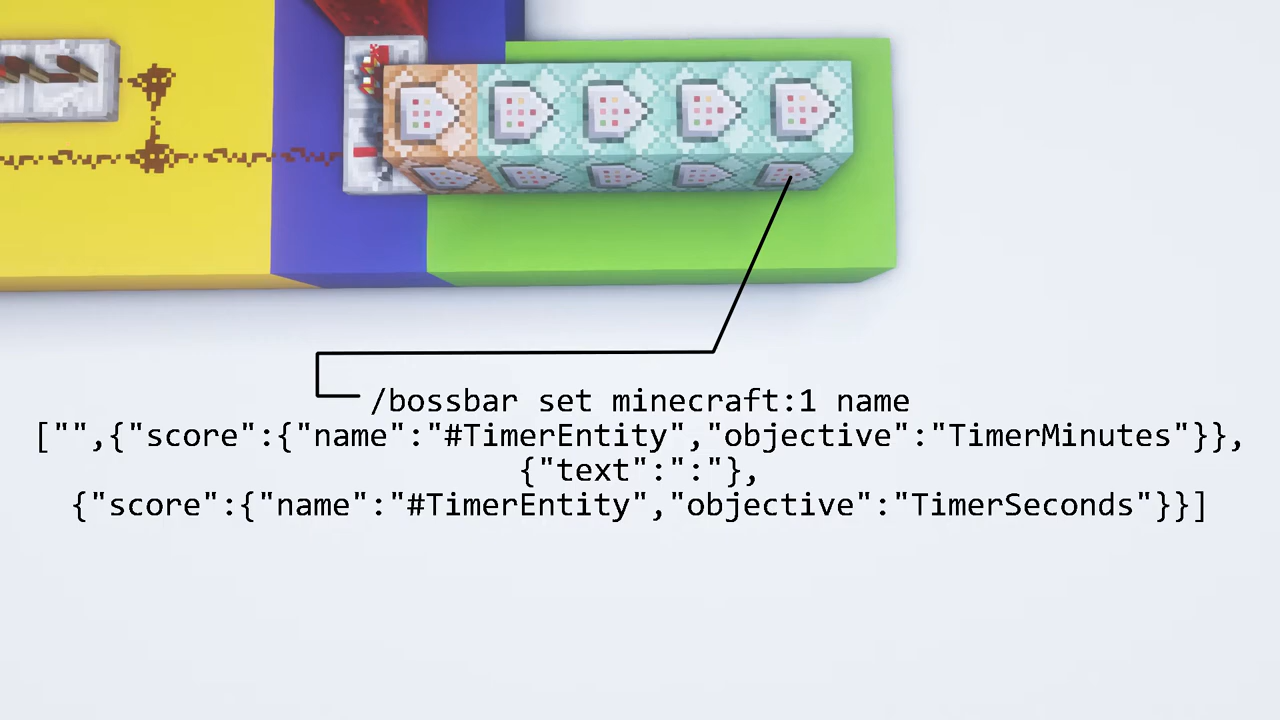 /bossbar set minecraft:1 name
["",{"score":{"name":"#TimerEntity","objective":"TimerMinutes"}},
{"text":":"},
{"score":{"name":"#TimerEntity","objective":"TimerSeconds"}}]